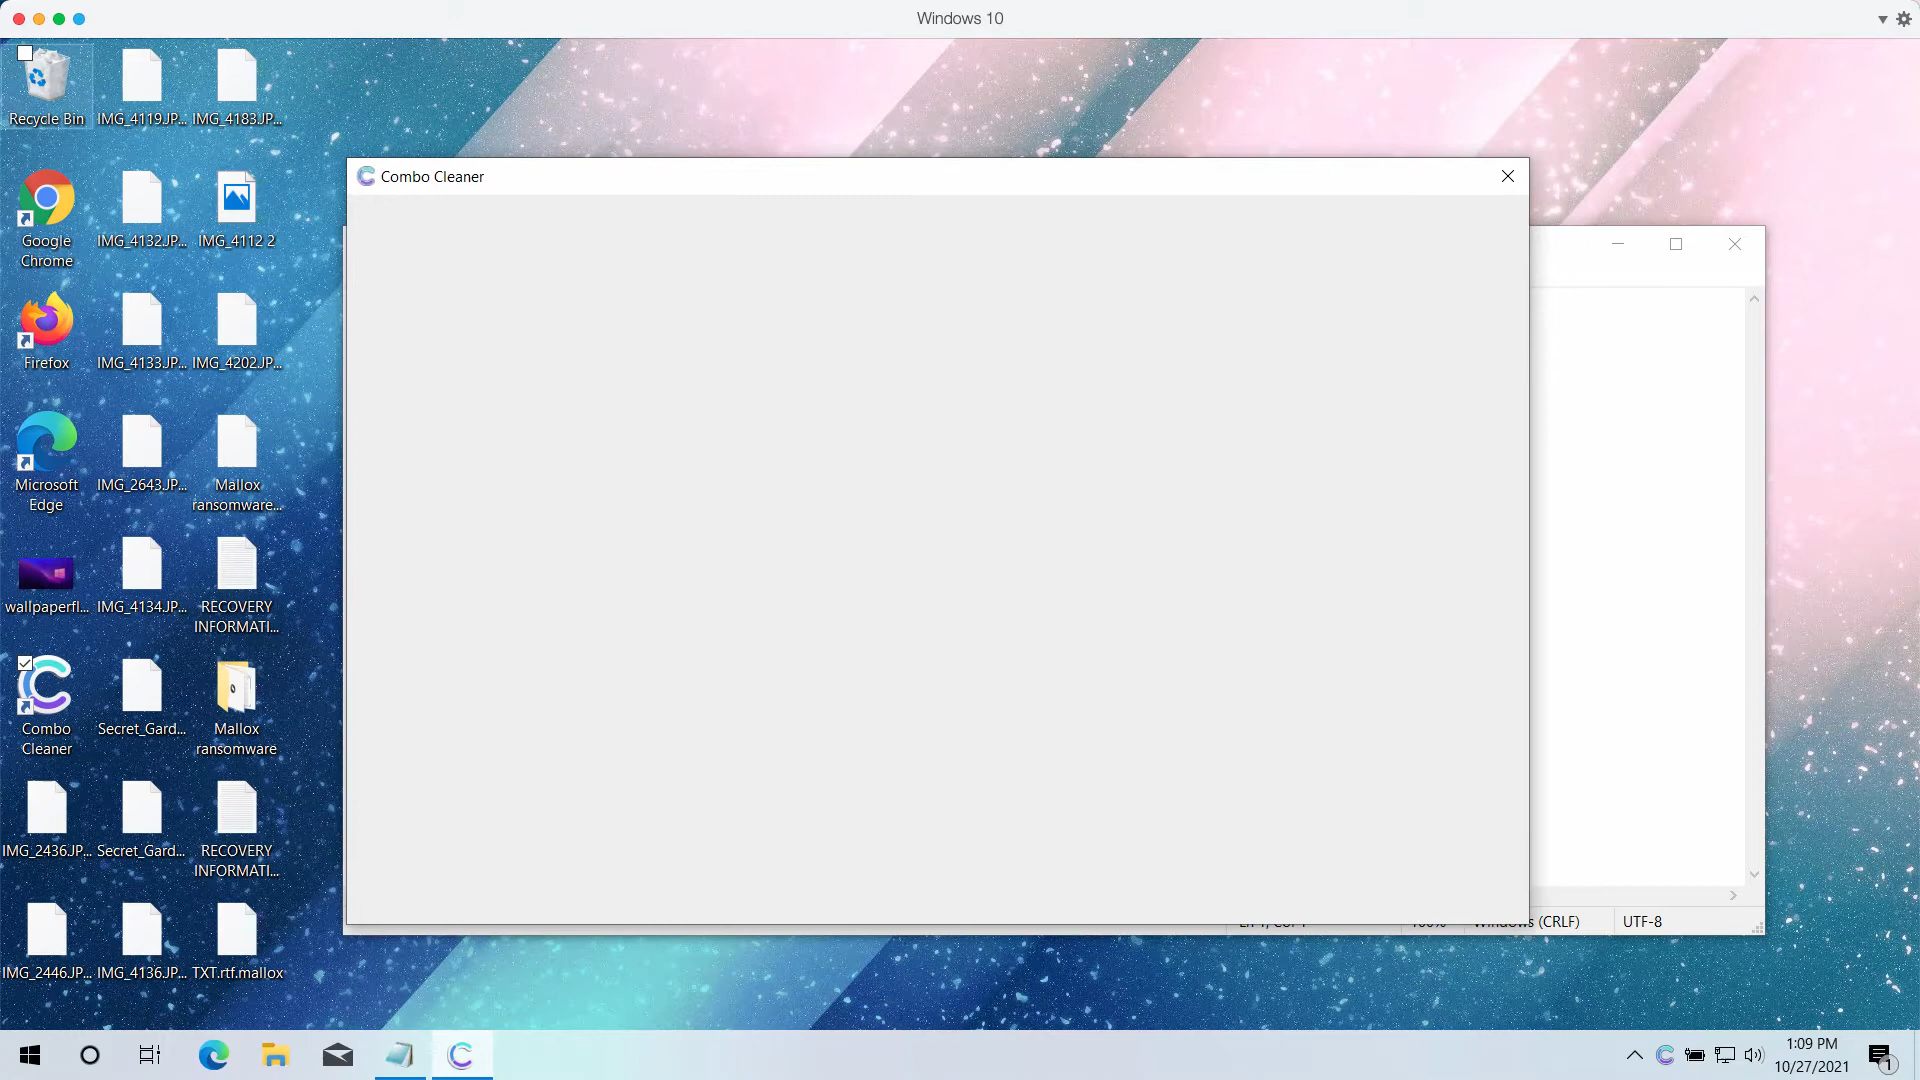 Windows 10
Recycle Bin
IMG_4119.JP...
IMG_4183.JP...
Google
Chrome
IMG_4132.JP...
IMG_4112 2
Firefox
IMG_4133.JP...
IMG_4202.JP...
Microsoft
Edge
IMG_2643.JP...
Mallox
ransomware...
wallpaperfl...
IMG_4134.JP...
RECOVERY
INFORMATI...
Combo
Cleaner
Secret_Gard...
Mallox
ransomware
IMG_2436.JP...
Secret_Gard...
RECOVERY
INFORMATI...
IMG_2446.JP...
IMG_4136.JP...
TXT.rtf.mallox
Combo Cleaner
Windows (CRLF)
UTF-8
1:09 PM
10/27/2021
1